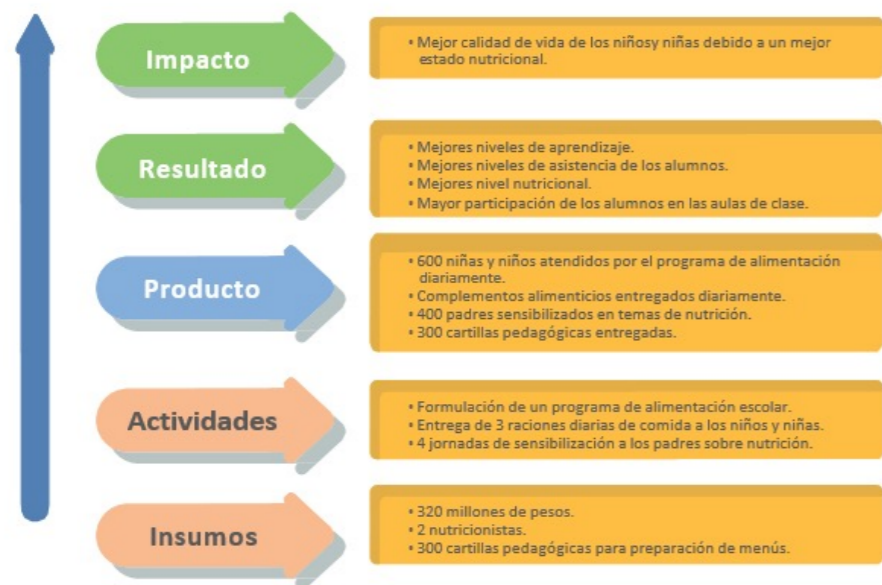 Impacto
• Mejor calidad de vida de los niñosy niñas debido a un mejor
estado nutricional.
Resultado
• Mejores niveles de aprendizaje.
• Mejores niveles de asistencia de los alumnos.
• Mejores nivel nutricional.
• Mayor participación de los alumnos en las aulas de clase.
Producto
• 600 niñas y niños atendidos por el programa de alimentación
diariamente.
• Complementos alimenticios entregados diariamente.
• 400 padres sensibilizados en temas de nutrición.
• 300 cartillas pedagógicas entregadas.
Actividades
• Formulación de un programa de alimentación escolar.
• Entrega de 3 raciones diarias de comida a los niños y niñas.
• 4 jornadas de sensibilización a los padres sobre nutrición.
Insumos
• 320 millones de pesos.
• 2 nutricionistas.
• 300 cartillas pedagógicas para preparación de menús.